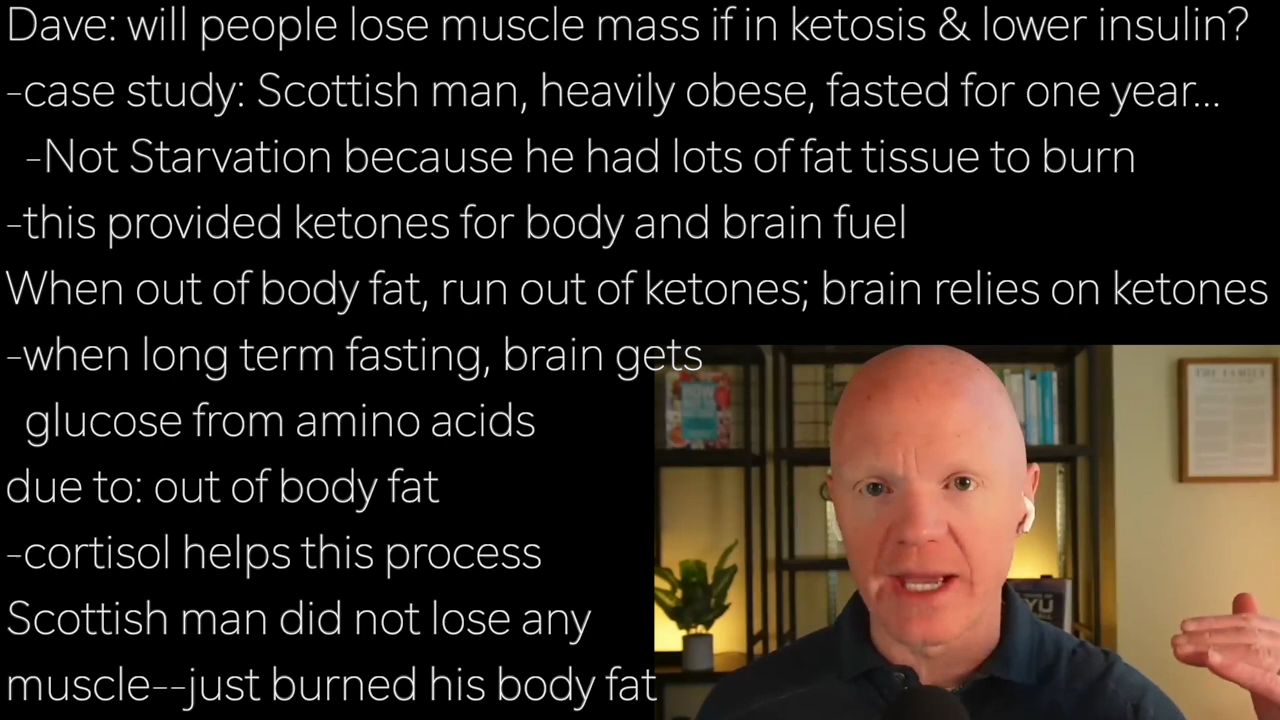 Dave: will people lose muscle mass if in ketosis & lower insulin?
-case study: Scottish man, heavily obese, fasted for one year...
-Not Starvation because he had lots of fat tissue to burn
-this provided ketones for body and brain fuel
When out of body fat, run out of ketones; brain relies on ketones
-when long term fasting, brain gets
glucose from amino acids
due to: out of body fat
-cortisol helps this process
Scottish man did not lose any
muscle--just burned his body fat
THE FAMILY
YU